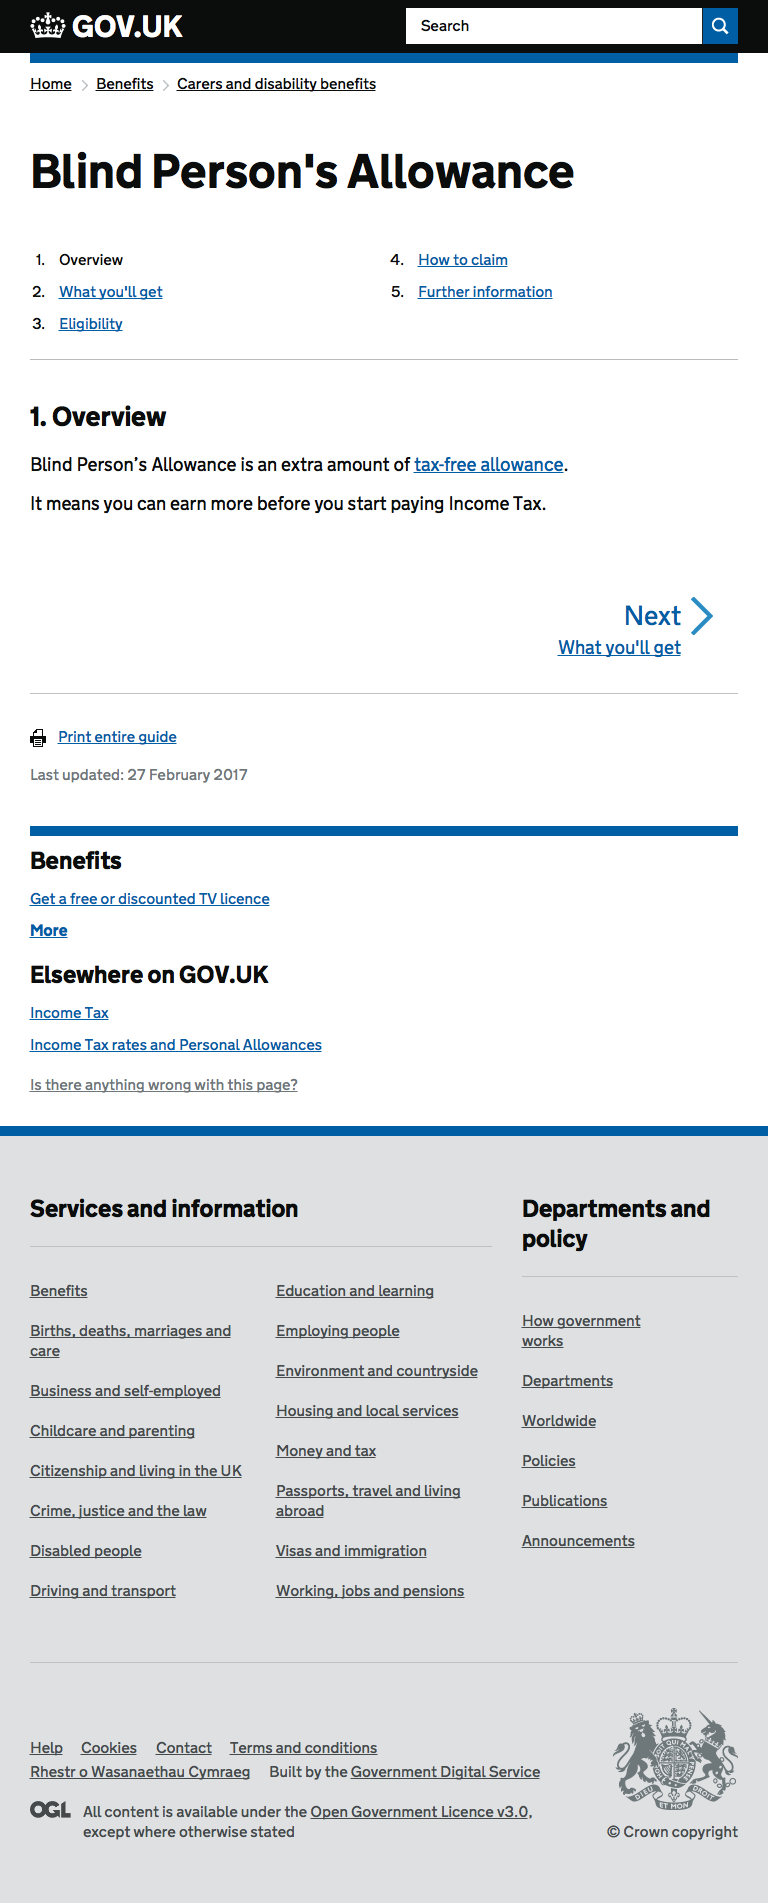 GOV.UK
Search
Home
Benefits
Carers and disability benefits
Blind Person's Allowance
1. Overview
2. What you'll get
3. Eligibility
4. How to claim
5. Further information
1. Overview
Blind Person’s Allowance is an extra amount of tax-free allowance.
It means you can earn more before you start paying Income Tax.
Next
What you'll get
Print entire guide
Last updated: 27 February 2017
Benefits
Get a free or discounted TV licence
More
Elsewhere on GOV.UK
Income Tax
Income Tax rates and Personal Allowances
Is there anything wrong with this page?
Services and information
Benefits
Births, deaths, marriages and
care
Business and self-employed
Childcare and parenting
Citizenship and living in the UK
Crime, justice and the law
Disabled people
Driving and transport
Education and learning
Employing people
Environment and countryside
Housing and local services
Money and tax
Passports, travel and living
abroad
Visas and immigration
Working, jobs and pensions
Departments and
policy
How government
works
Departments
Worldwide
Policies
Publications
Announcements
Help
Cookies
Contact
Terms and conditions
Rhestr o Wasanaethau Cymraeg
Built by the Government Digital Service
OGL
All content is available under the Open Government Licence v3.0,
except where otherwise stated
DIEU ET MON DROIT
© Crown copyright